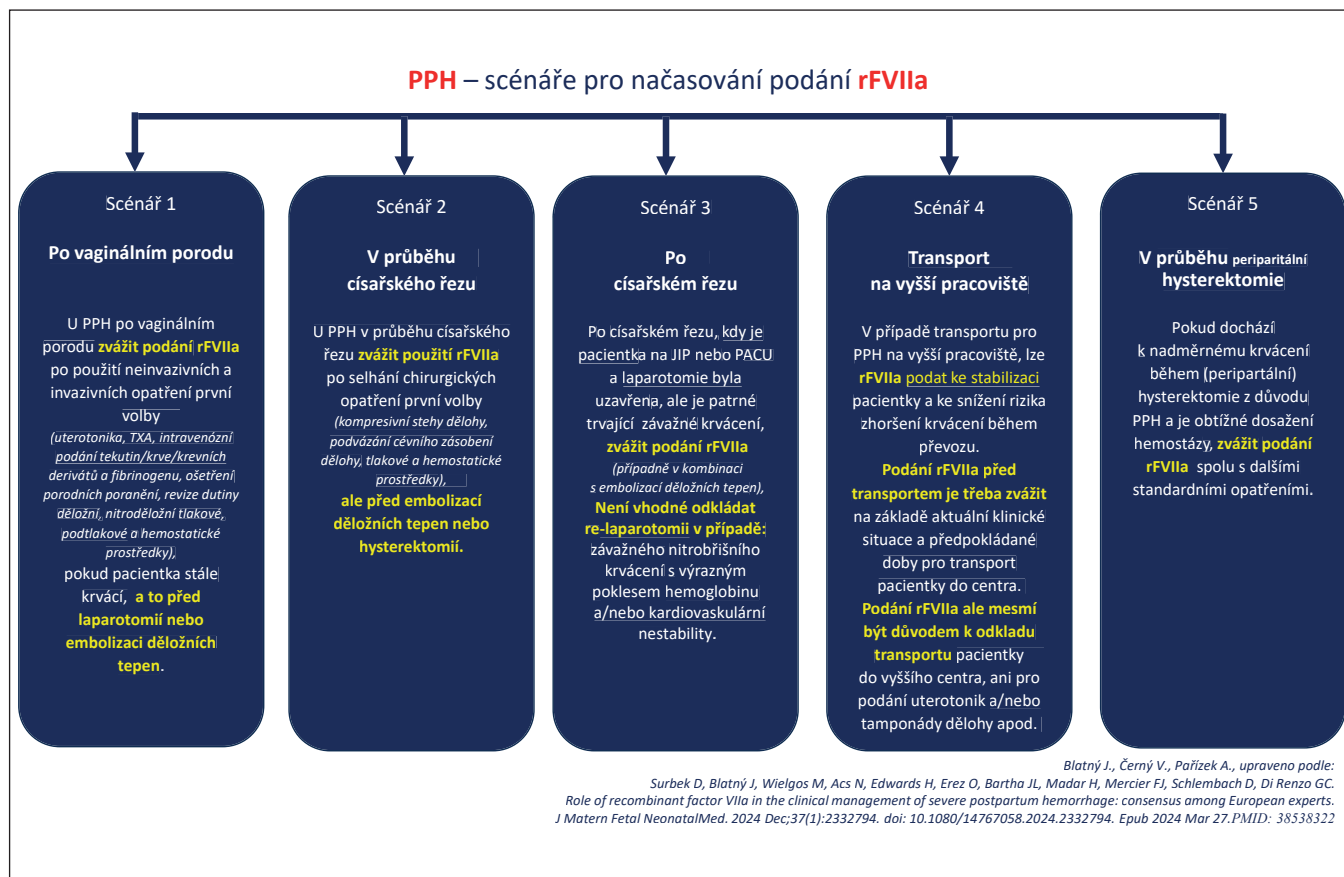 PPH – scénáře pro načasování podání rFVIIa
Scénář 1
Po vaginálním porodu
U PPH po vaginálním
porodu zvážit podání rFVIIa
po použití neinvazivních a
invazivních opatření první
volby
(uterotonika, TXA, intravenózní
podání tekutin/krve/krevních
derivátů a fibrinogenu, ošetření
porodních poranění, revize dutiny
děložní, nitroděložní tlakové,
podtlakové a hemostatické
prostředky),
pokud pacientka stále
krvácí, a to před
laparotomií nebo
embolizaci děložních
tepen.
Scénář 2
V průběhu
císařského řezu
U PPH v průběhu císařského
řezu zvážit použití rFVIIa
po selhání chirurgických
opatření první volby
(kompresivní stehy dělohy,
podvázání cévního zásobení
dělohy, tlakové a hemostatické
prostředky),
ale před embolizací
děložních tepen nebo
hysterektomií.
Scénář 3
Po
císařském řezu
Po císařském řezu, kdy je
pacientka na JIP nebo PACU
a laparotomie byla
uzavřena, ale je patrné
trvající závažné krvácení,
zvážit podání rFVIIa
(případně v kombinaci
s embolizací děložních tepen),
Není vhodné odkládat
re-laparotomii v případě:
závažného nitrobřišního
krvácení s výrazným
poklesem hemoglobinu
a/nebo kardiovaskulární
nestability.
Scénář 4
Transport
na vyšší pracoviště
V případě transportu pro
PPH na vyšší pracoviště, lze
rFVIIa podat ke stabilizaci
pacientky a ke snížení rizika
zhoršení krvácení během
převozu.
Podání rFVIIa před
transportem je třeba zvážit
na základě aktuální klinické
situace a předpokládané
doby pro transport
pacientky do centra.
Podání rFVIIa ale mesmí
být důvodem k odkladu
transportu pacientky
do vyššího centra, ani pro
podání uterotonik a/nebo
tamponády dělohy apod.
Scénář 5
V průběhu periparitální
hysterektomie
Pokud dochází
k nadměrnému krvácení
během (peripartální)
hysterektomie z důvodu
PPH a je obtížné dosažení
hemostázy, zvážit podání
rFVIIa spolu s dalšími
standardními opatřeními.
Blatný J., Černý V., Pařízek A., upraveno podle:
Surbek D, Blatný J, Wielgos M, Acs N, Edwards H, Erez O, Bartha JL, Madar H, Mercier FJ, Schlembach D, Di Renzo GC.
Role of recombinant factor VIIa in the clinical management of severe postpartum hemorrhage: consensus among European experts.
J Matern Fetal NeonatalMed. 2024 Dec;37(1):2332794. doi: 10.1080/14767058.2024.2332794. Epub 2024 Mar 27.PMID: 38538322